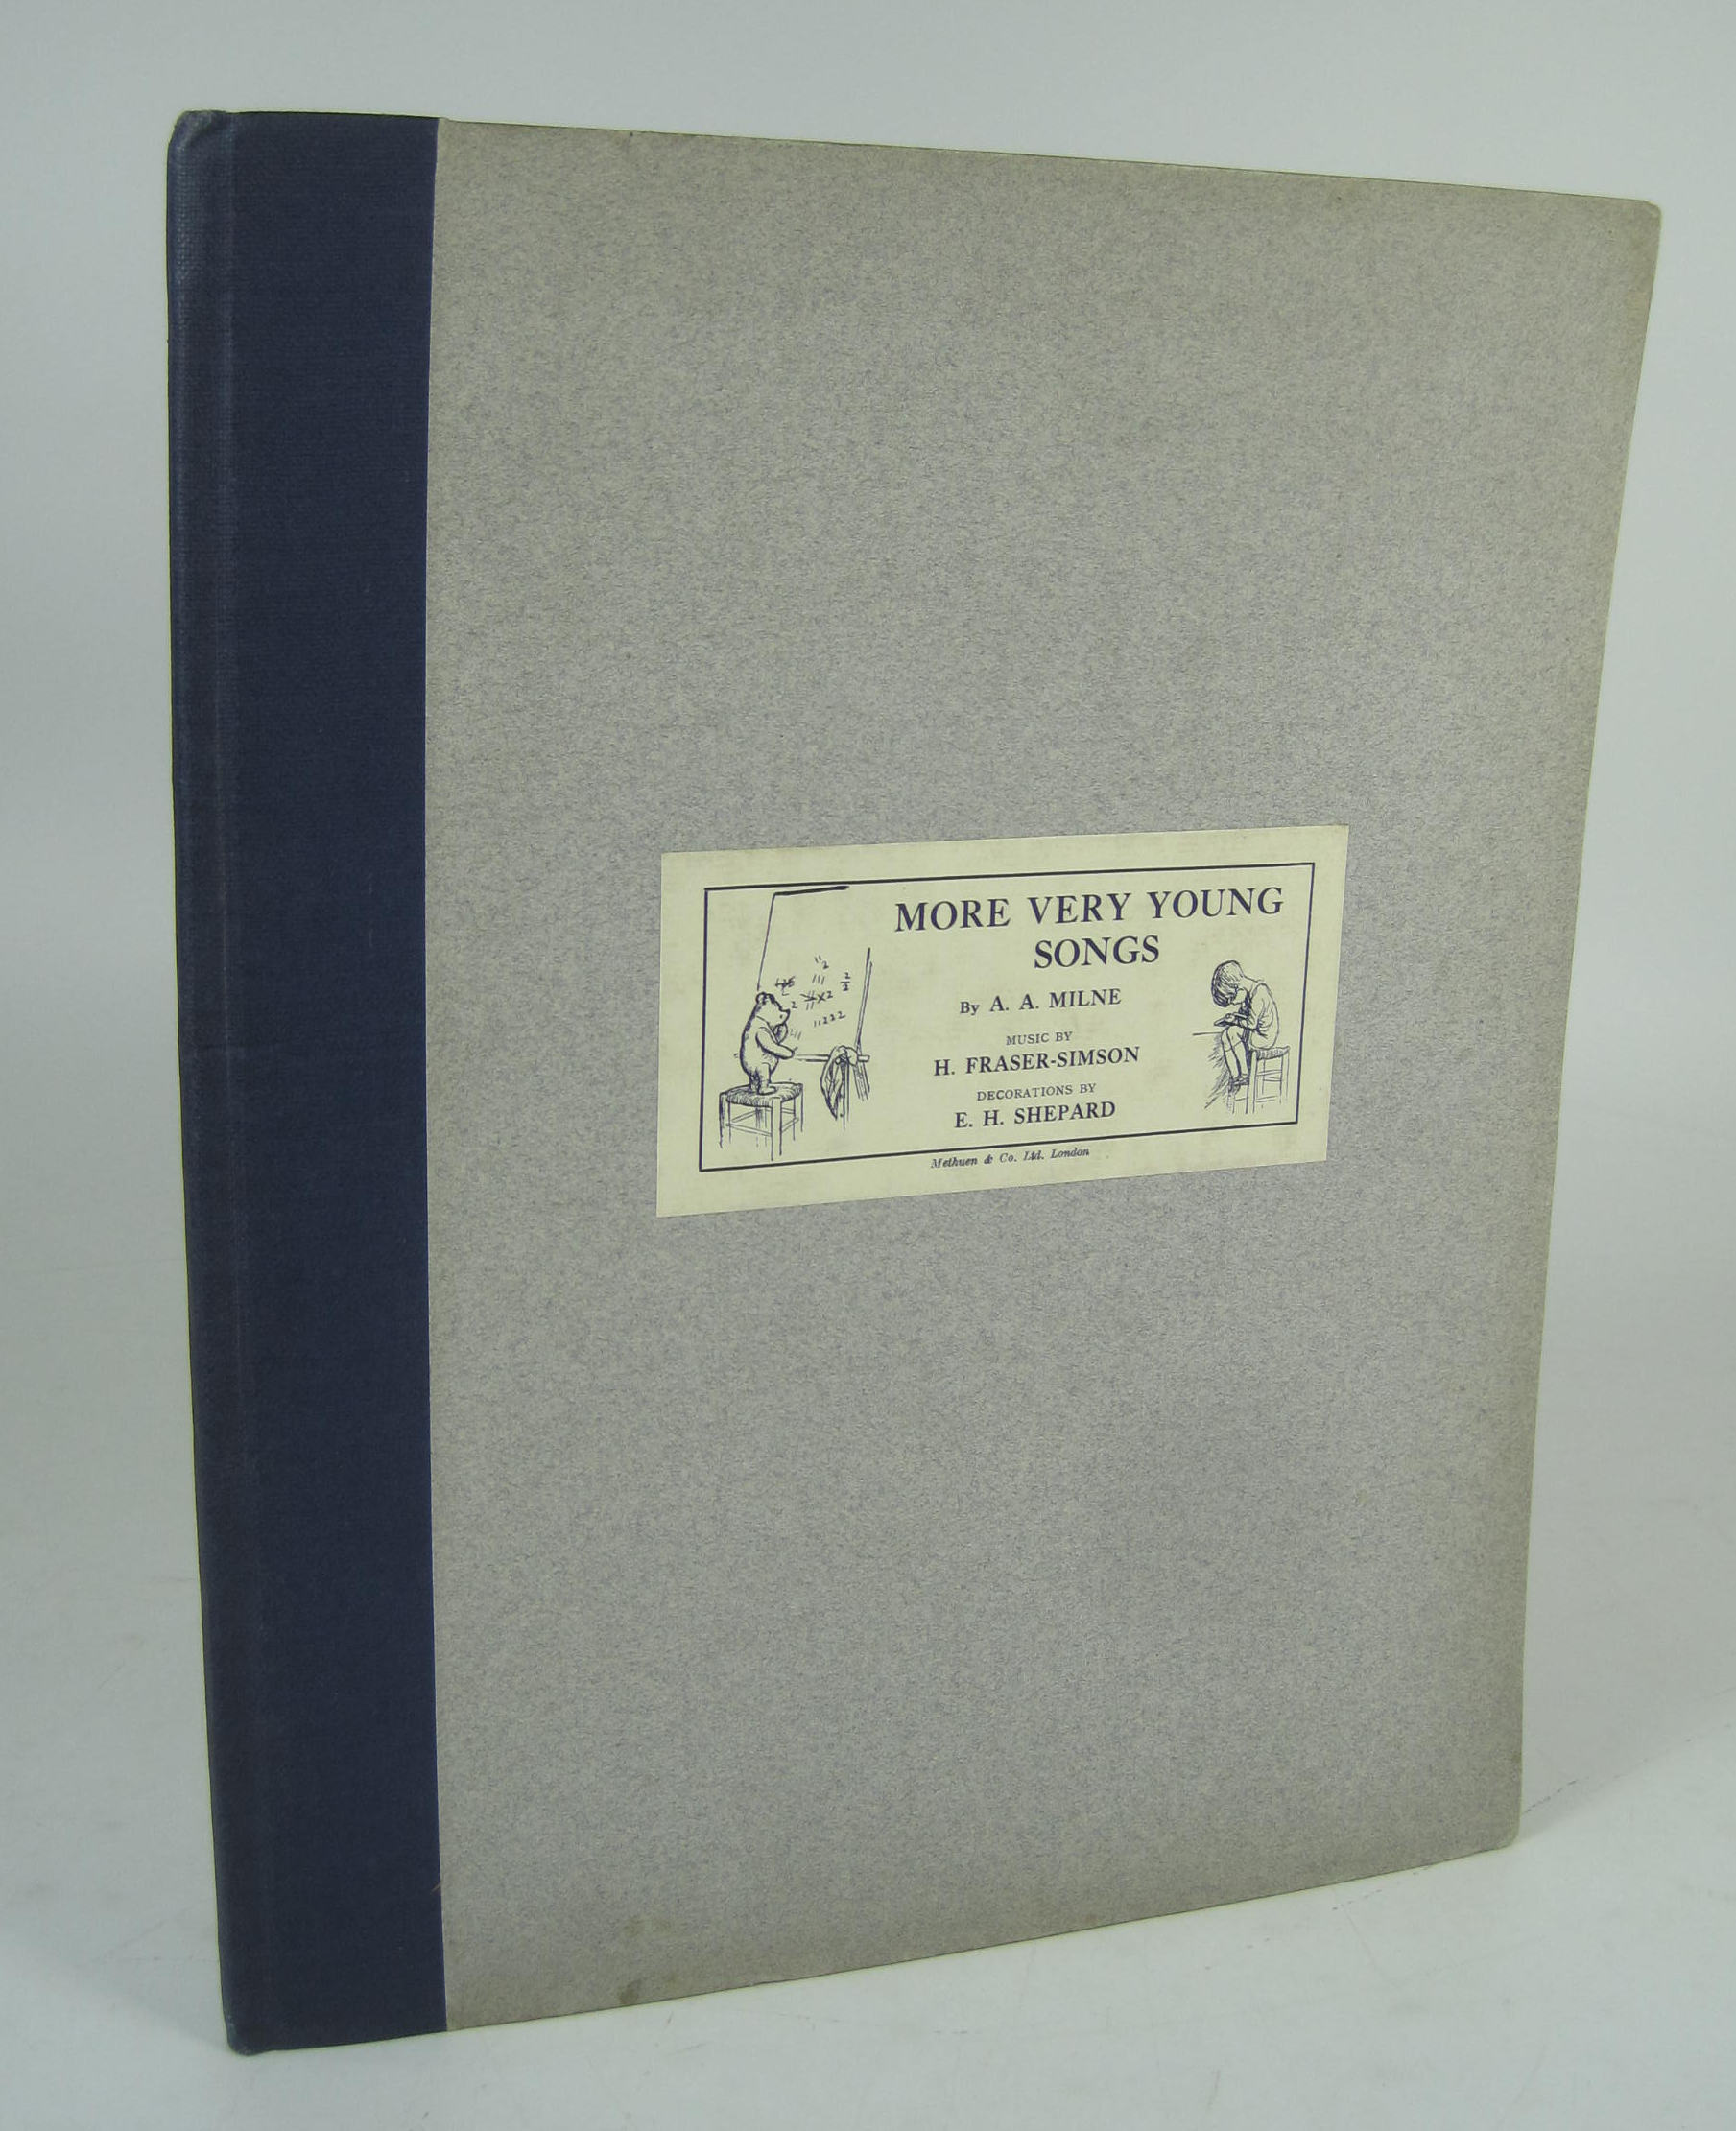 MORE VERY YOUNG
SONGS
By A. A. MILNE
MUSIC BY
H. FRASER-SIMSON
DECORATIONS BY
E. H. SHEPARD
Methuen & Co. Ltd. London